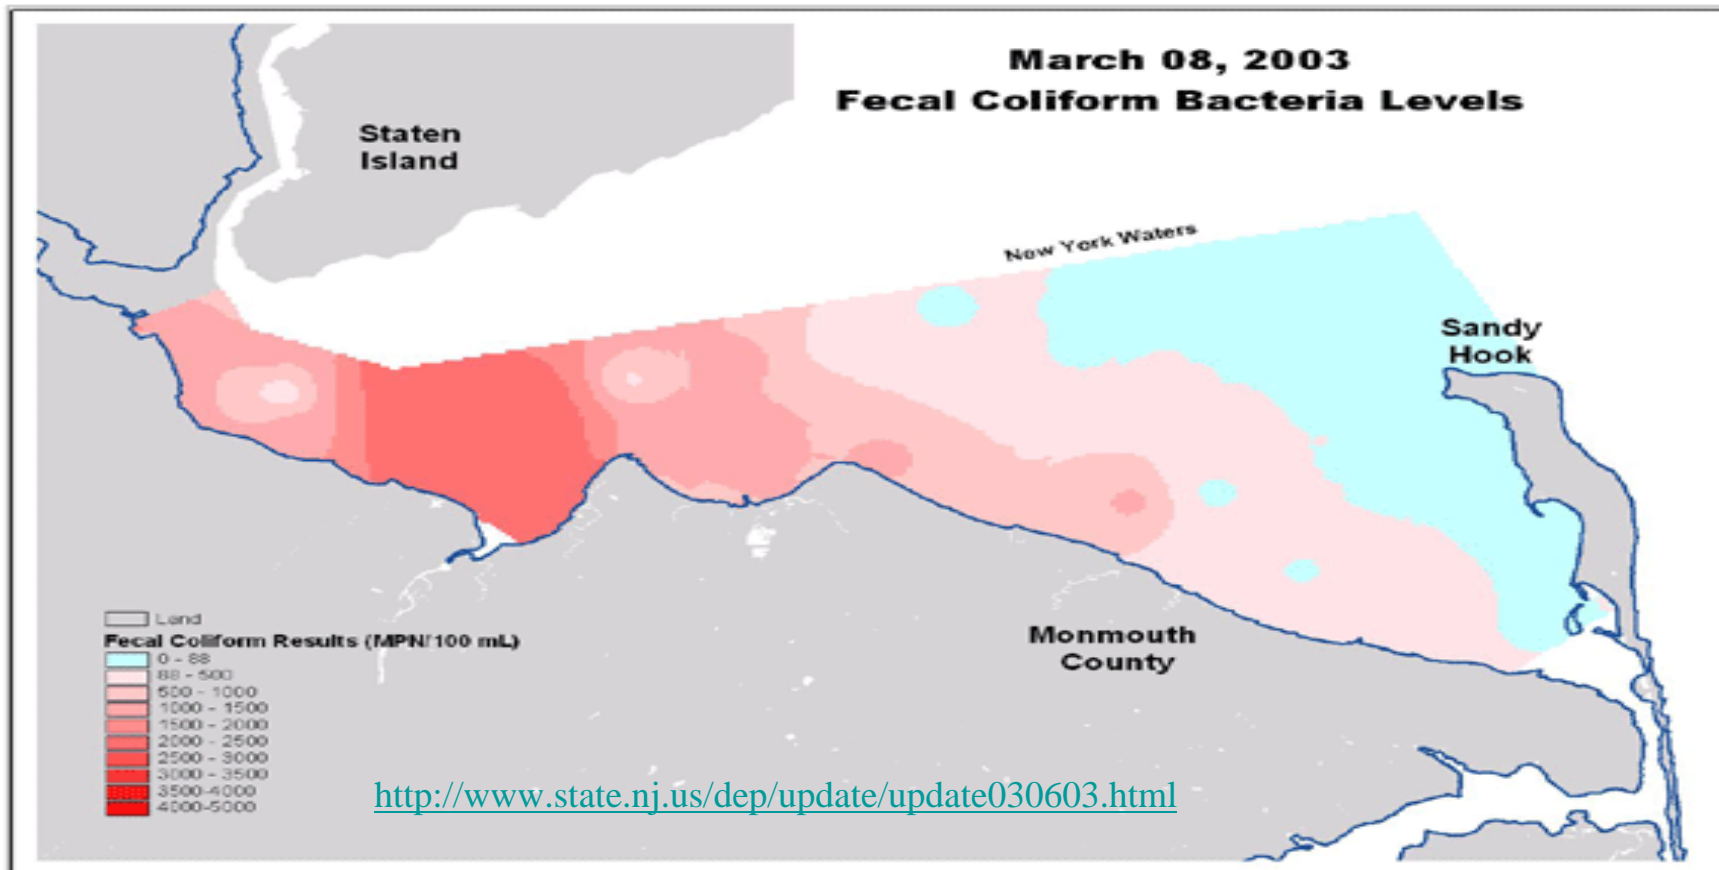 March 08, 2003
Fecal Coliform Bacteria Levels
Staten
Island
New York Waters
Sandy
Hook
Monmouth
County
Land
Fecal Coliform Results (MPN/100 mL)
0 - 88
88 - 500
500 - 1000
1000 - 1500
1500 - 2000
2000 - 2500
2500 - 3000
3000 - 3500
3500-4000
4000-5000
http://www.state.nj.us/dep/update/update030603.html